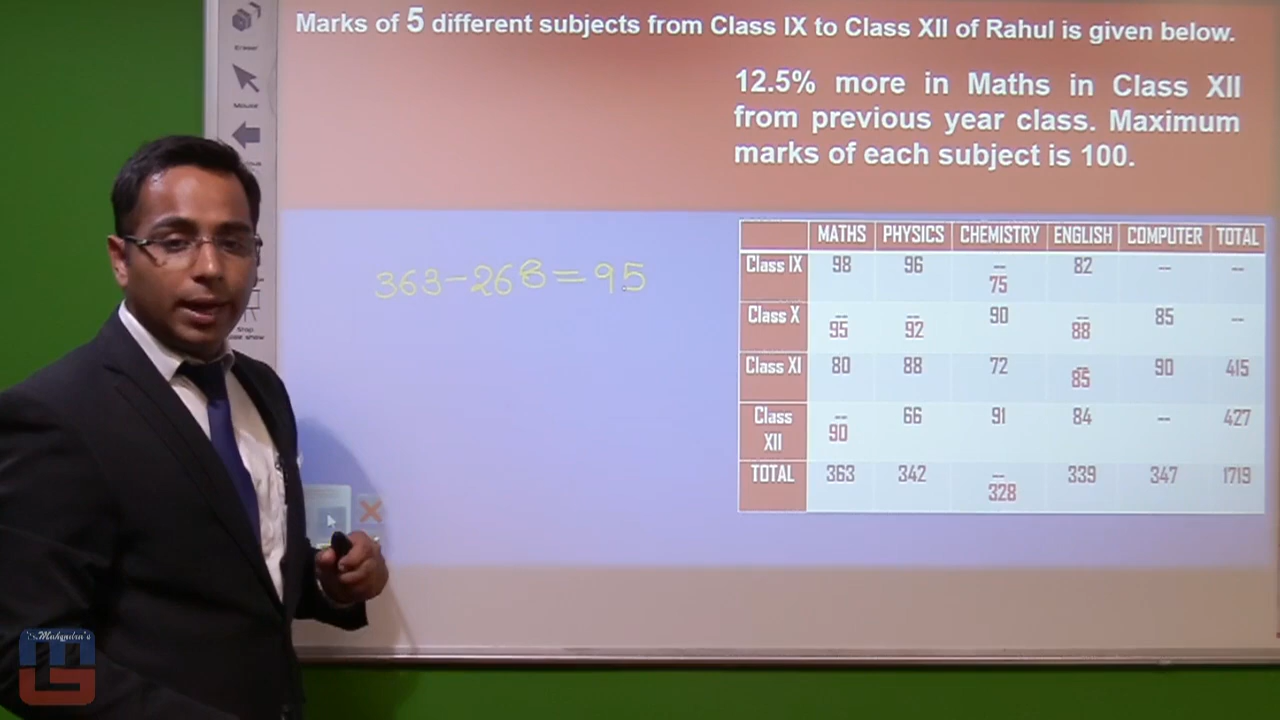 Marks of 5 different subjects from Class IX to Class XII of Rahul is given below.
12.5% more in Maths in Class XII
from previous year class. Maximum
marks of each subject is 100.
Eraser
Mouse
363-268=95
MATHS PHYSICS CHEMISTRY ENGLISH COMPUTER TOTAL
Class IX 98 96 -- 82 -- --
75
Class X -- -- 90 -- 85 --
95 92 88
Class XI 80 88 72 -- 90 415
85
Class -- 66 91 84 -- 427
XII 90
TOTAL 363 342 -- 339 347 1719
328
Mahendra's